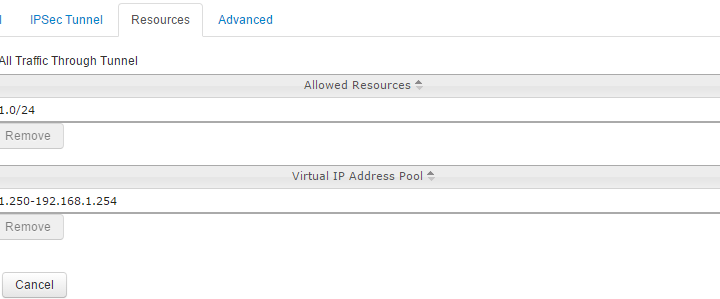 IPSec Tunnel Resources Advanced
All Traffic Through Tunnel
Allowed Resources
1.0/24
Remove
Virtual IP Address Pool
1.250-192.168.1.254
Remove
Cancel